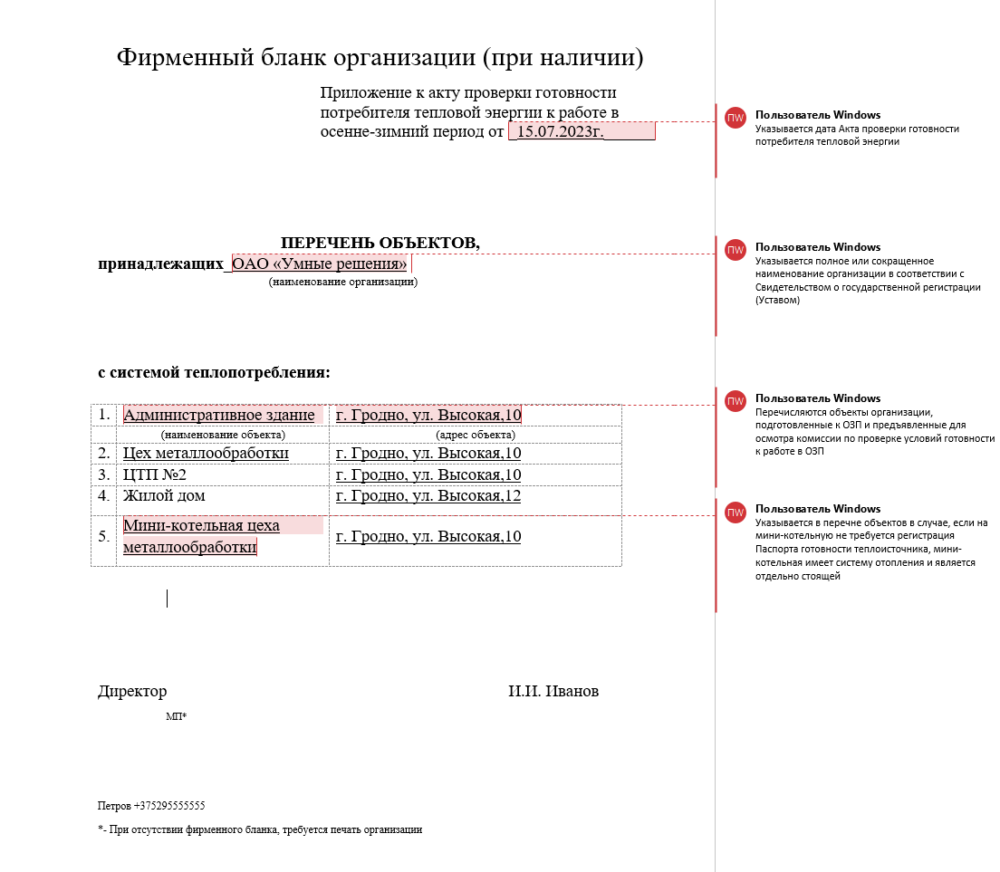 Фирменный бланк организации (при наличии)
Приложение к акту проверки готовности
потребителя тепловой энергии к работе в
осенне-зимний период от _15.07.2023г.______
ПЕРЕЧЕНЬ ОБЪЕКТОВ,
принадлежащих_ОАО «Умные решения»
(наименование организации)
с системой теплопотребления:
1. Административное здание г. Гродно, ул. Высокая,10
(наименование объекта) (адрес объекта)
2. Цех металлообработки г. Гродно, ул. Высокая,10
3. ЦТП №2 г. Гродно, ул. Высокая,10
4. Жилой дом г. Гродно, ул. Высокая,12
5. Мини-котельная цеха
металлообработки г. Гродно, ул. Высокая,10
Директор И.И. Иванов
МП*
Петров +375295555555
*- При отсутствии фирменного бланка, требуется печать организации
ПW Пользователь Windows
Указывается дата Акта проверки готовности
потребителя тепловой энергии
ПW Пользователь Windows
Указывается полное или сокращенное
наименование организации в соответствии с
Свидетельством о государственной регистрации
(Уставом)
ПW Пользователь Windows
Перечисляются объекты организации,
подготовленные к ОЗП и предъявленные для
осмотра комиссии по проверке условий готовности
к работе в ОЗП
ПW Пользователь Windows
Указывается в перечне объектов в случае, если на
мини-котельную не требуется регистрация
Паспорта готовности теплоисточника, мини-
котельная имеет систему отопления и является
отдельно стоящей